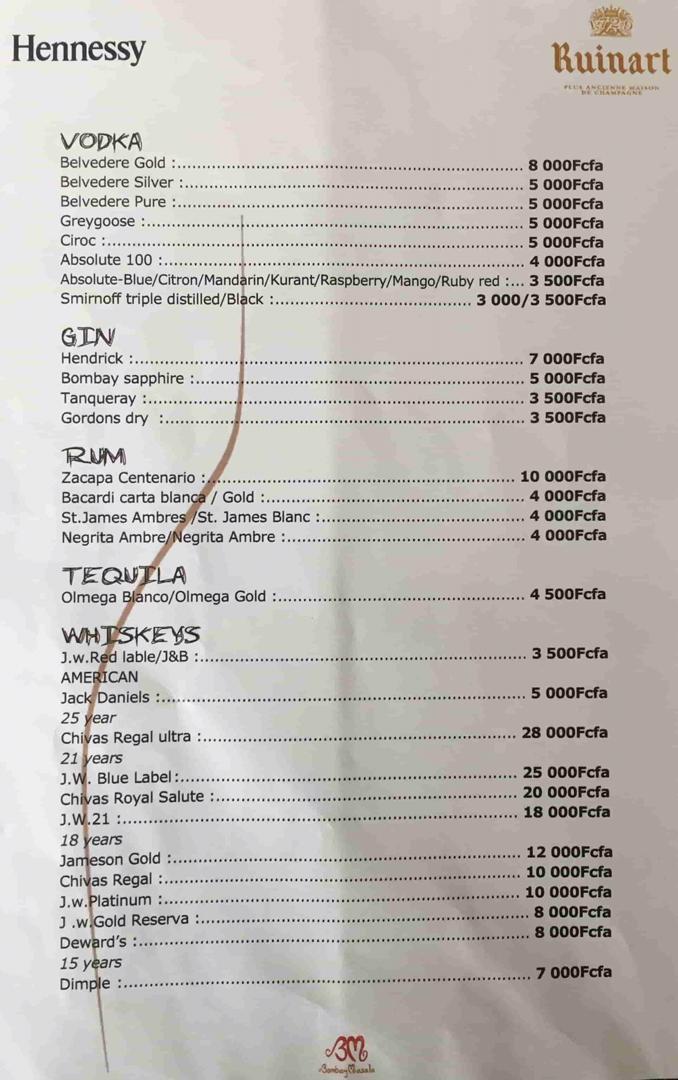 Hennessy
Ruinart
PLUS ANCIENNE MAISON
DE CHAMPAGNE
VODKA
Belvedere Gold :.......................................................................... 8 000Fcfa
Belvedere Silver :........................................................................ 5 000Fcfa
Belvedere Pure :.......................................................................... 5 000Fcfa
Greygoose :................................................................................ 5 000Fcfa
Ciroc :........................................................................................ 5 000Fcfa
Absolute 100 :............................................................................ 4 000Fcfa
Absolute-Blue/Citron/Mandarin/Kurant/Raspberry/Mango/Ruby red :... 3 500Fcfa
Smirnoff triple distilled/Black :.......................................... 3 000/3 500Fcfa
GIN
Hendrick :.................................................................................. 7 000Fcfa
Bombay sapphire :...................................................................... 5 000Fcfa
Tanqueray :................................................................................ 3 500Fcfa
Gordons dry :............................................................................. 3 500Fcfa
RUM
Zacapa Centenario :.................................................................. 10 000Fcfa
Bacardi carta blanca / Gold :....................................................... 4 000Fcfa
St.James Ambres /St. James Blanc :............................................ 4 000Fcfa
Negrita Ambre/Negrita Ambre :................................................... 4 000Fcfa
TEQUILA
Olmega Blanco/Olmega Gold :..................................................... 4 500Fcfa
WHISKEYS
J.w.Red lable/J&B :..................................................................... 3 500Fcfa
AMERICAN
Jack Daniels :............................................................................. 5 000Fcfa
25 year
Chivas Regal ultra :.................................................................... 28 000Fcfa
21 years
J.W. Blue Label:......................................................................... 25 000Fcfa
Chivas Royal Salute :.................................................................. 20 000Fcfa
J.W.21 :..................................................................................... 18 000Fcfa
18 years
Jameson Gold :........................................................................... 12 000Fcfa
Chivas Regal :............................................................................ 10 000Fcfa
J.w.Platinum :............................................................................ 10 000Fcfa
J .w.Gold Reserva :..................................................................... 8 000Fcfa
Deward's :.................................................................................. 8 000Fcfa
15 years
Dimple :..................................................................................... 7 000Fcfa
BM
Bombay Masala